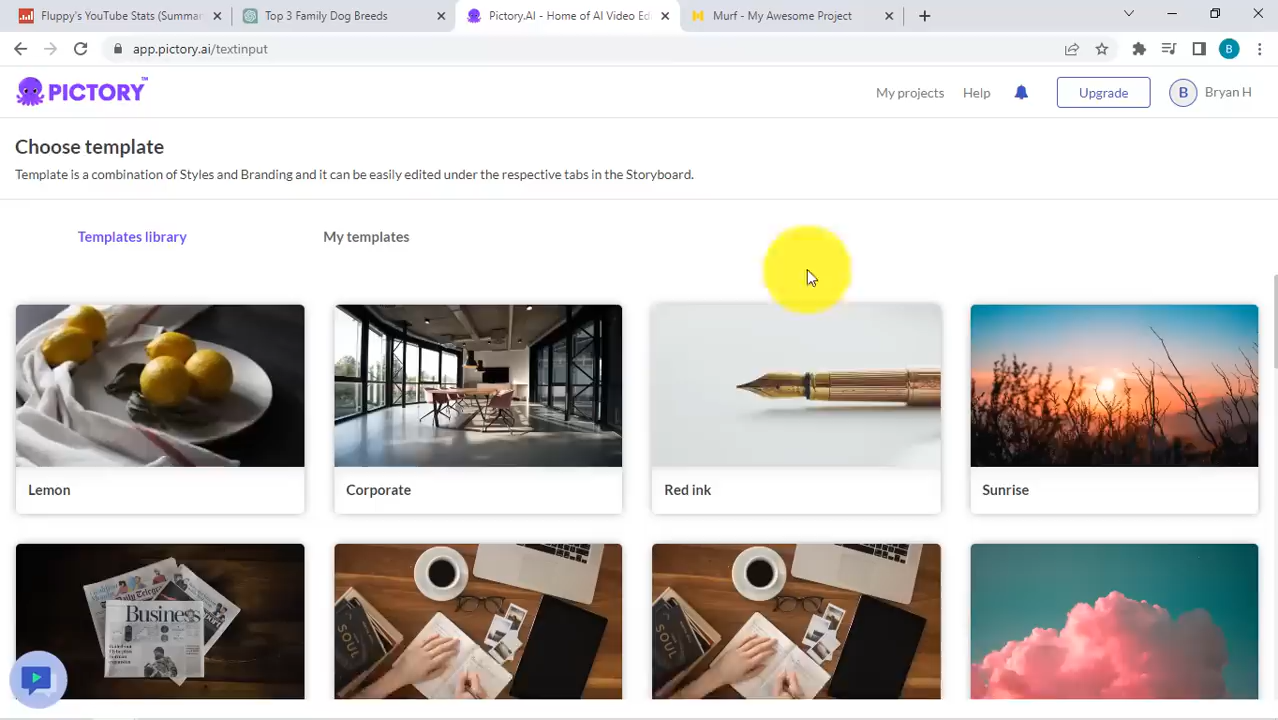 Fluppy's YouTube Stats (Summar
Top 3 Family Dog Breeds
Pictory.AI - Home of AI Video Ed
Murf - My Awesome Project
app.pictory.ai/textinput
B
PICTORY™
My projects
Help
Upgrade
B
Bryan H
Choose template
Template is a combination of Styles and Branding and it can be easily edited under the respective tabs in the Storyboard.
Templates library
My templates
Lemon
Corporate
Red ink
Sunrise
Business
SOUL
SOUL